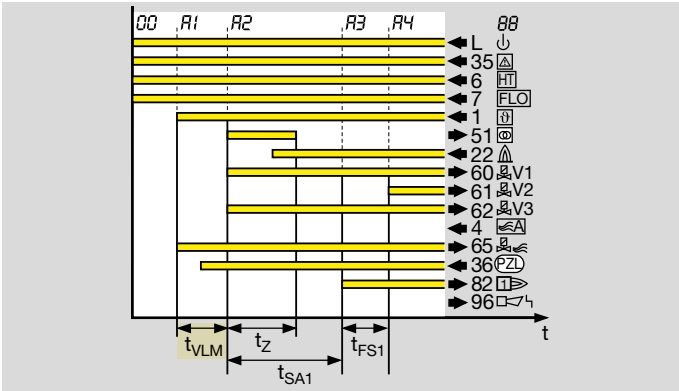 00 A1 A2 A3 A4 88
L
35
6 HT
7 FLO
1 ϑ
51
22
60 V1
61 V2
62 V3
4 A
65
36 PZL
82 1
96
t
tVLM tZ tFS1
tSA1